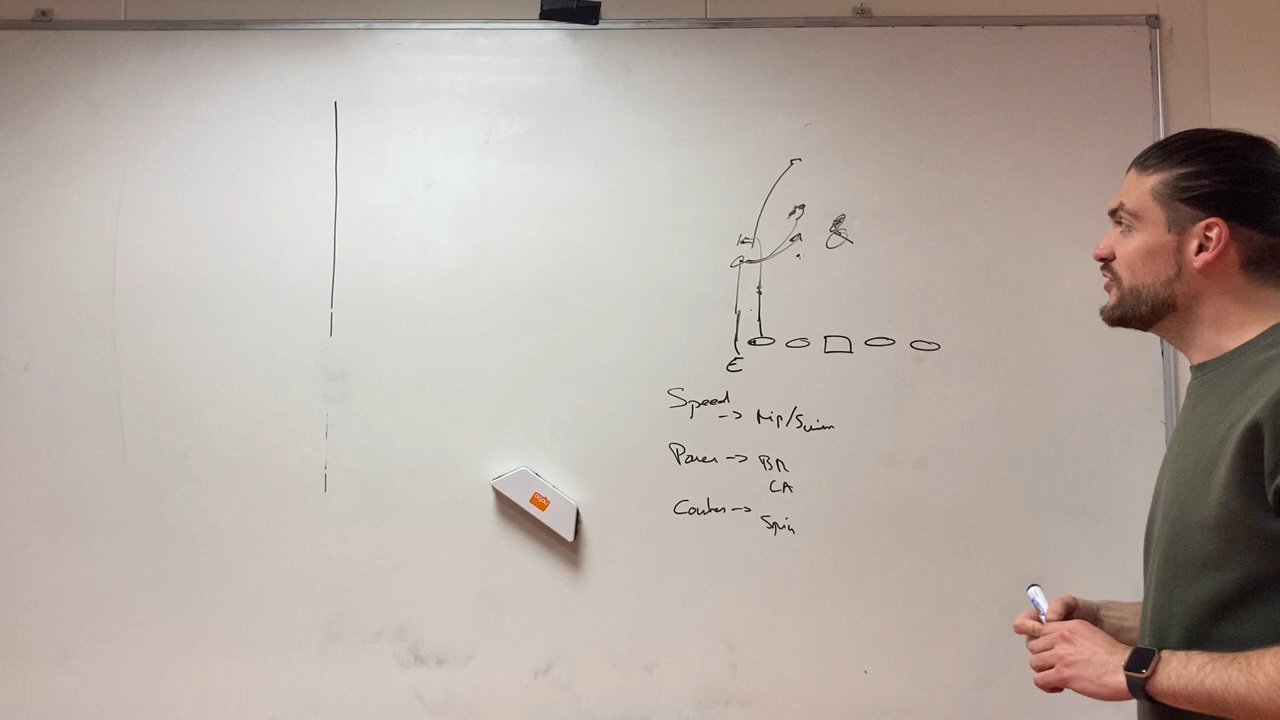 E
Speed
-> Rip/Swim
Power -> BR
CA
Counter ->
Spin